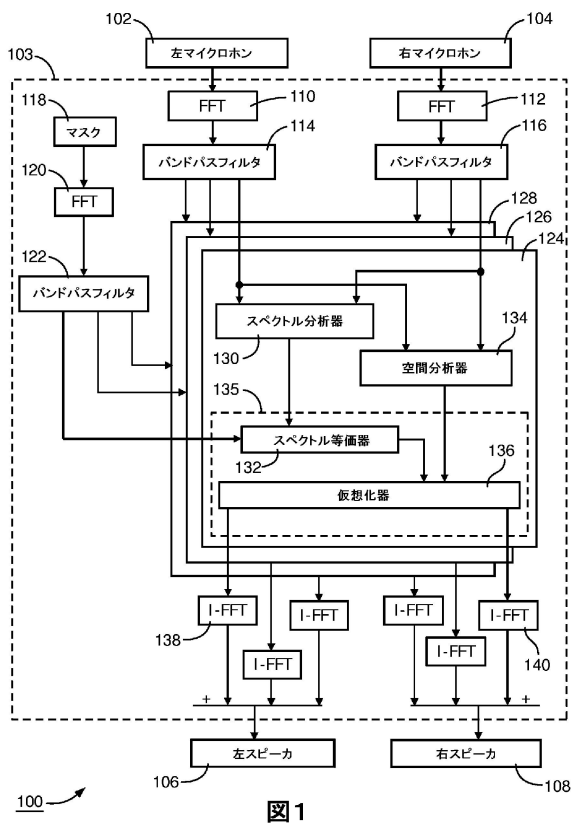 102
104
左マイクロホン
右マイクロホン
103
118
110
112
FFT
FFT
マスク
114
116
120
バンドパスフィルタ
バンドパスフィルタ
FFT
128
126
124
122
バンドパスフィルタ
スペクトル分析器
134
130
空間分析器
135
スペクトル等価器
132
136
仮想化器
I-FFT
I-FFT
I-FFT
I-FFT
138
I-FFT
I-FFT
140
+
+
左スピーカ
右スピーカ
106
108
100
図1